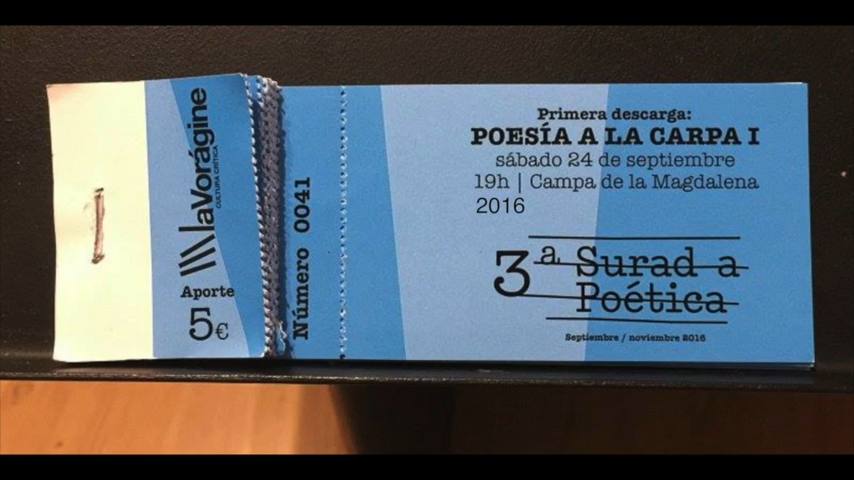 laVorágine
CULTURA CRÍTICA
Aporte
5€
Número 0041
Primera descarga:
POESÍA A LA CARPA I
sábado 24 de septiembre
19h | Campa de la Magdalena
2016
3ª Surad a
Poética
Septiembre / noviembre 2016